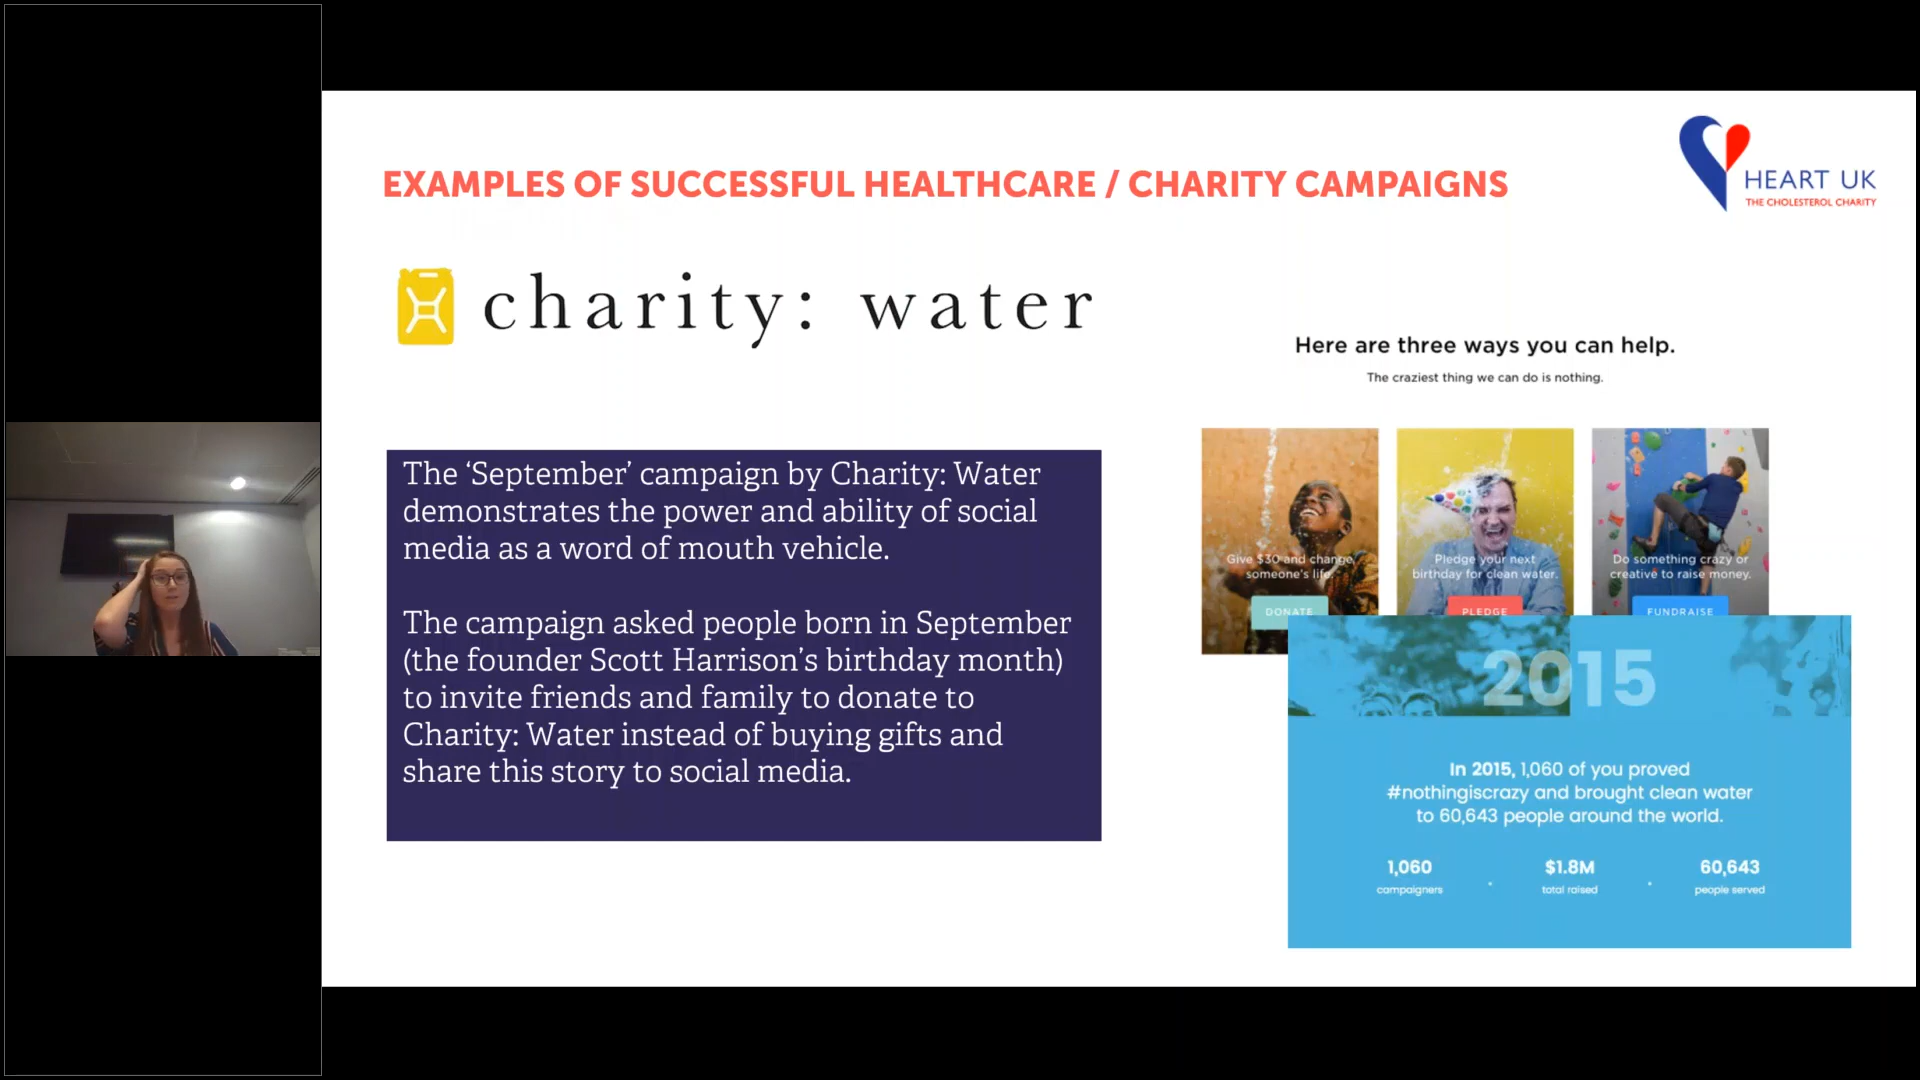 EXAMPLES OF SUCCESSFUL HEALTHCARE / CHARITY CAMPAIGNS
HEART UK
THE CHOLESTEROL CHARITY
charity: water
Here are three ways you can help.
The craziest thing we can do is nothing.
The ‘September’ campaign by Charity: Water
demonstrates the power and ability of social
media as a word of mouth vehicle.
The campaign asked people born in September
(the founder Scott Harrison’s birthday month)
to invite friends and family to donate to
Charity: Water instead of buying gifts and
share this story to social media.
Give $30 and change
someone's life.
DONATE
Pledge your next
birthday for clean water.
PLEDGE
Do something crazy or
creative to raise money.
FUNDRAISE
2015
In 2015, 1,060 of you proved
#nothingiscrazy and brought clean water
to 60,643 people around the world.
1,060
campaigners
$1.8M
total raised
60,643
people served